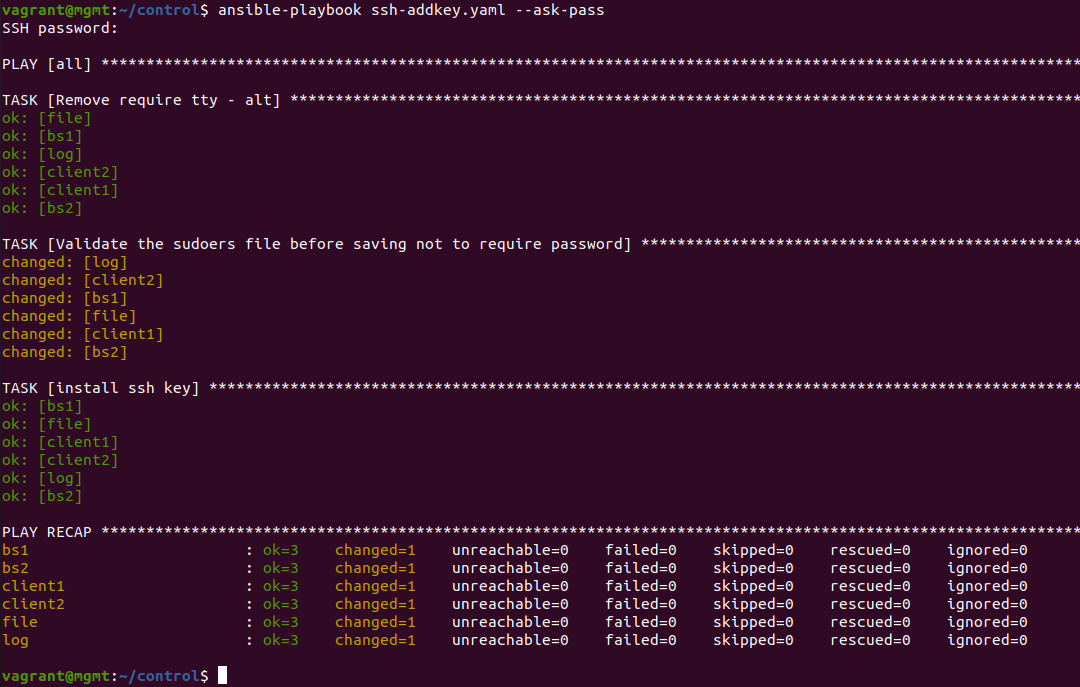 vagrant@mgmt:~/control$ ansible-playbook ssh-addkey.yaml --ask-pass
SSH password:
PLAY [all] *************************************************************************************************************
TASK [Remove require tty - alt] ****************************************************************************************
ok: [file]
ok: [bs1]
ok: [log]
ok: [client2]
ok: [client1]
ok: [bs2]
TASK [Validate the sudoers file before saving not to require password] *************************************************
changed: [log]
changed: [client2]
changed: [bs1]
changed: [file]
changed: [client1]
changed: [bs2]
TASK [install ssh key] *************************************************************************************************
ok: [bs1]
ok: [file]
ok: [client1]
ok: [client2]
ok: [log]
ok: [bs2]
PLAY RECAP *************************************************************************************************************
bs1                        : ok=3    changed=1    unreachable=0    failed=0    skipped=0    rescued=0    ignored=0
bs2                        : ok=3    changed=1    unreachable=0    failed=0    skipped=0    rescued=0    ignored=0
client1                    : ok=3    changed=1    unreachable=0    failed=0    skipped=0    rescued=0    ignored=0
client2                    : ok=3    changed=1    unreachable=0    failed=0    skipped=0    rescued=0    ignored=0
file                       : ok=3    changed=1    unreachable=0    failed=0    skipped=0    rescued=0    ignored=0
log                        : ok=3    changed=1    unreachable=0    failed=0    skipped=0    rescued=0    ignored=0
vagrant@mgmt:~/control$